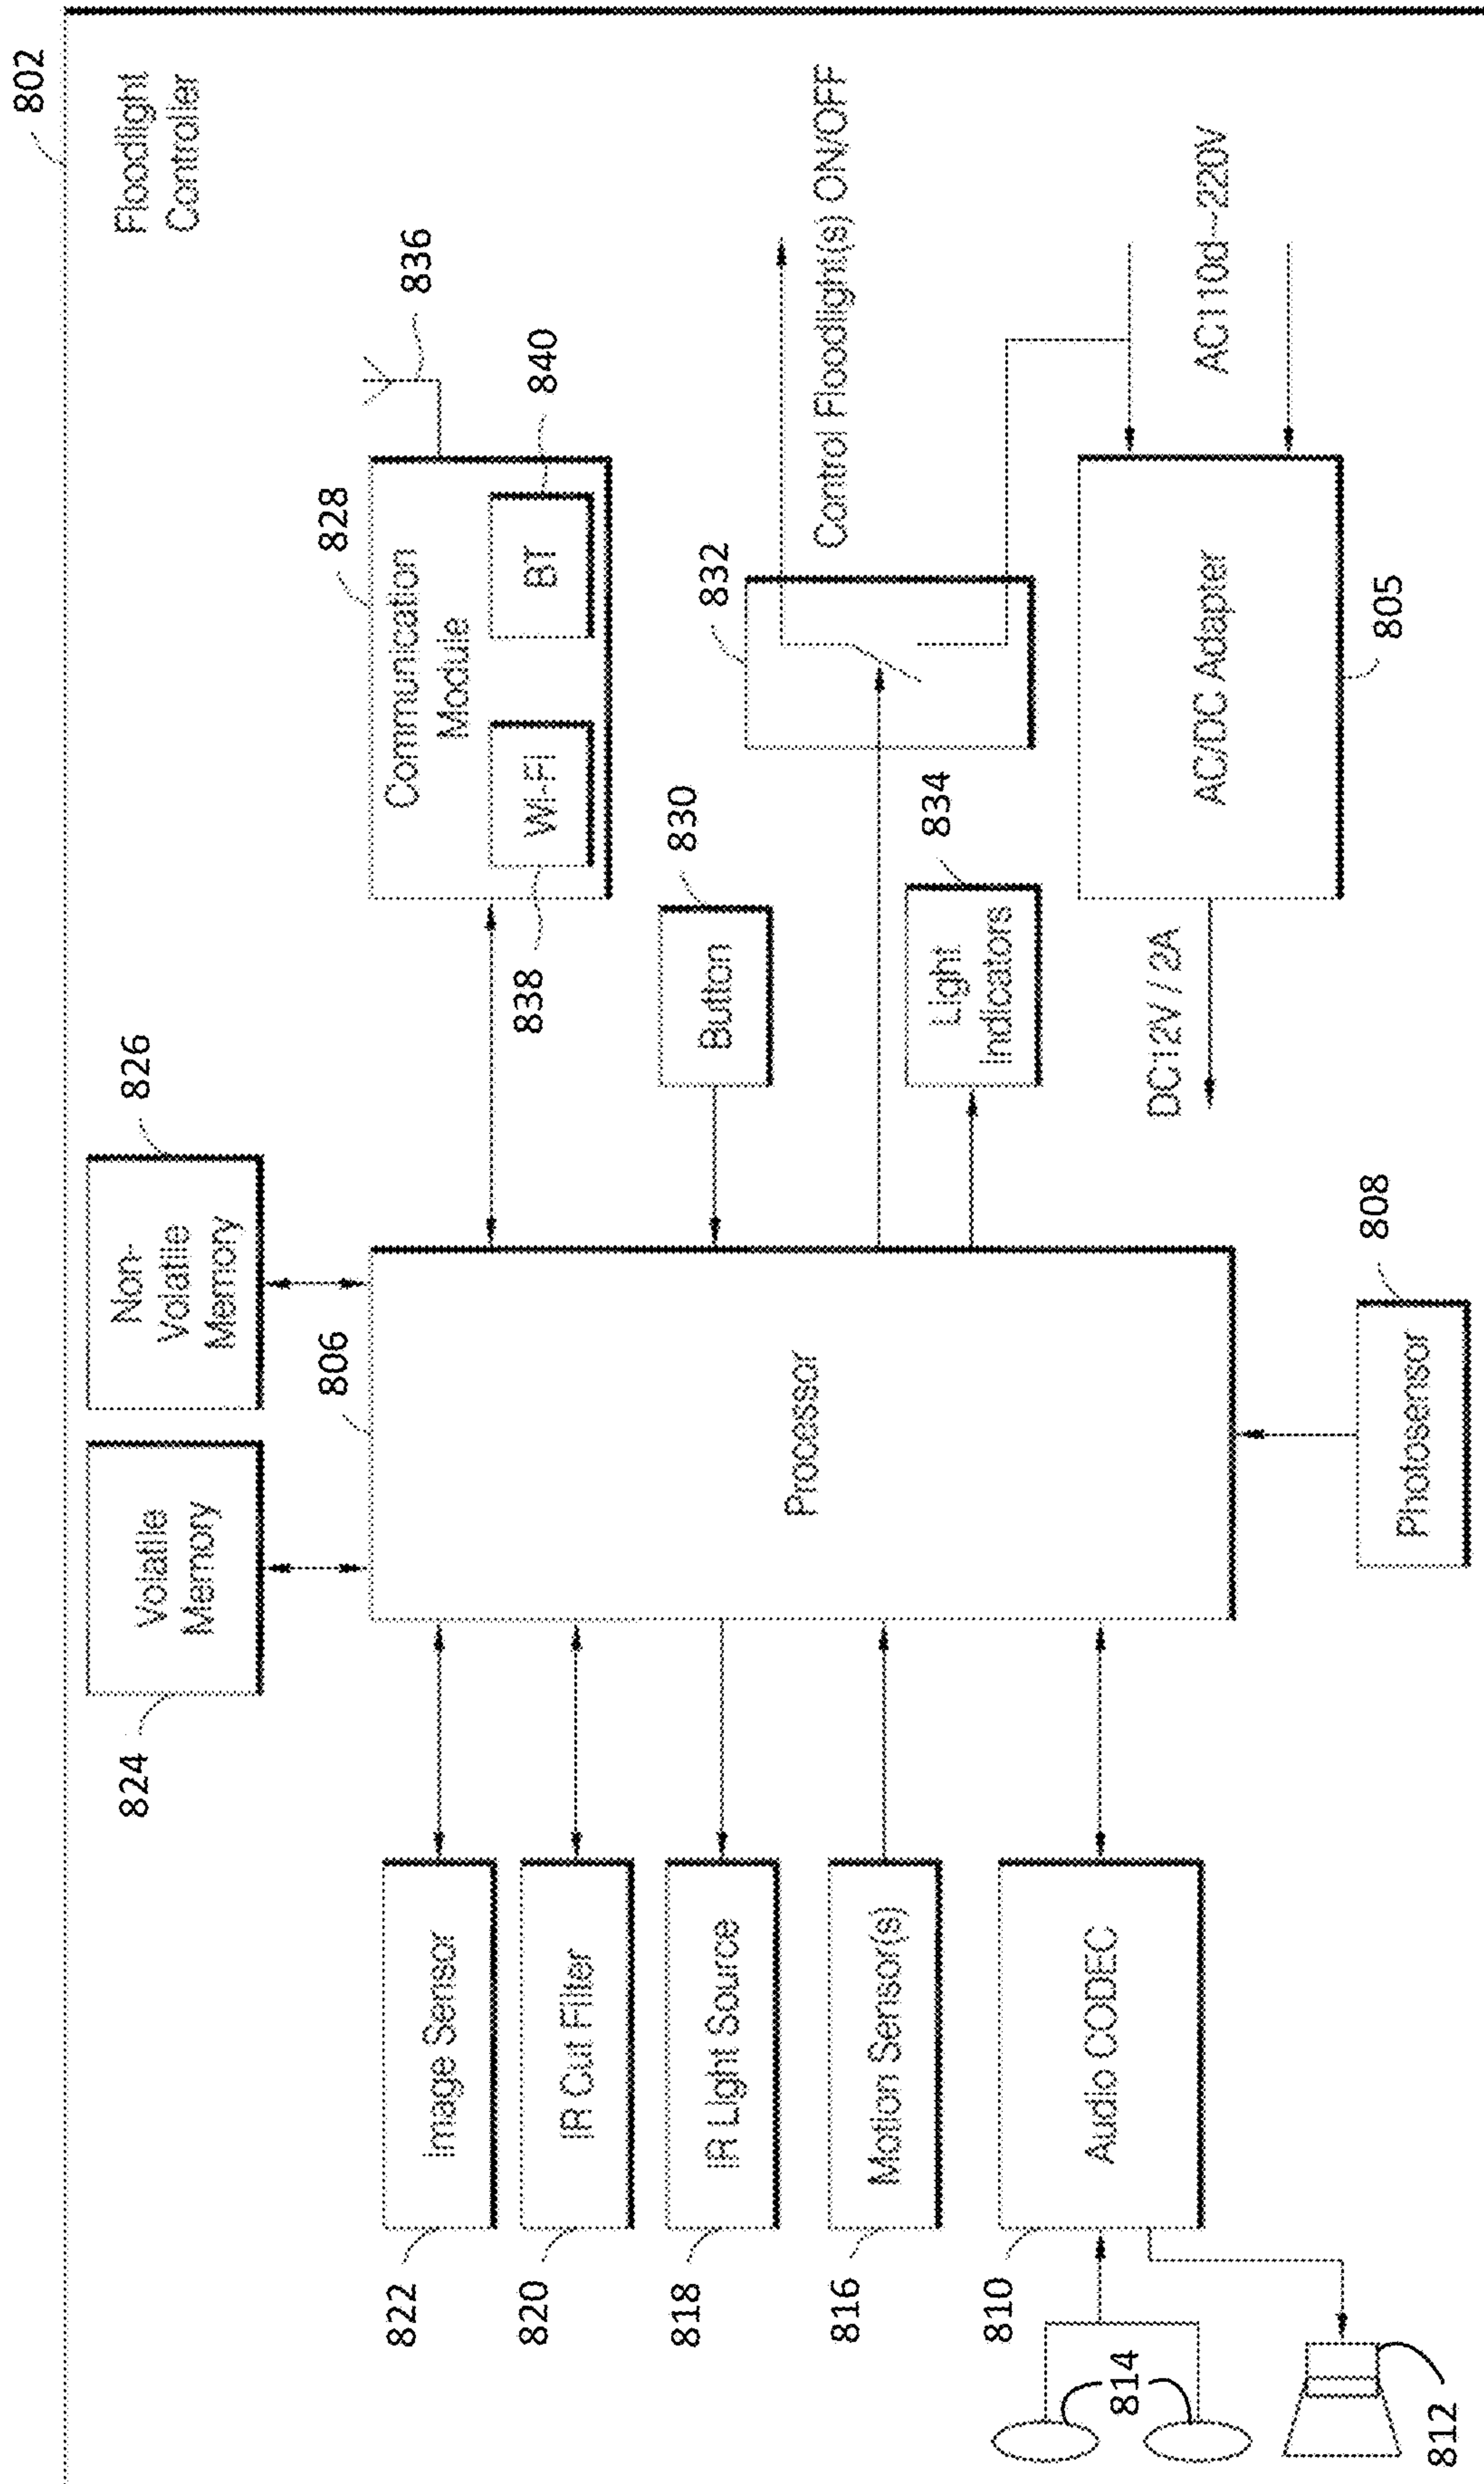 802
Floodlight
Controller
824
Volatile
Memory
826
Non-
Volatile
Memory
806
Processor
822
Image Sensor
820
IR Cut Filter
818
IR Light Source
816
Motion Sensor(s)
810
Audio CODEC
814
812
808
Photosensor
828
Communication
Module
838
Wi-Fi
840
BT
836
830
Button
832
Control Floodlight(s) ON/OFF
834
Light
Indicators
DC12V / 2A
AC/DC Adapter
805
AC110d~220V